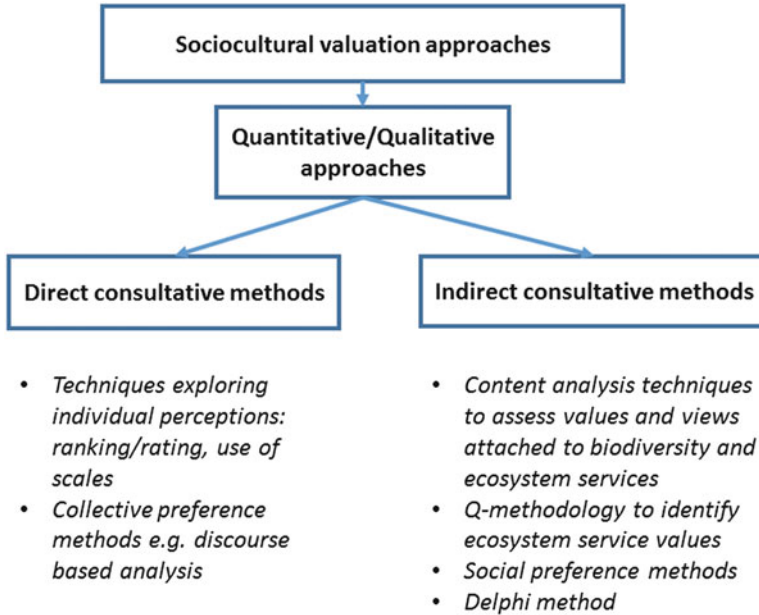 Sociocultural valuation approaches
Quantitative/Qualitative
approaches
Direct consultative methods
Indirect consultative methods
• Techniques exploring
individual perceptions:
ranking/rating, use of
scales
• Collective preference
methods e.g. discourse
based analysis
• Content analysis techniques
to assess values and views
attached to biodiversity and
ecosystem services
• Q-methodology to identify
ecosystem service values
• Social preference methods
• Delphi method